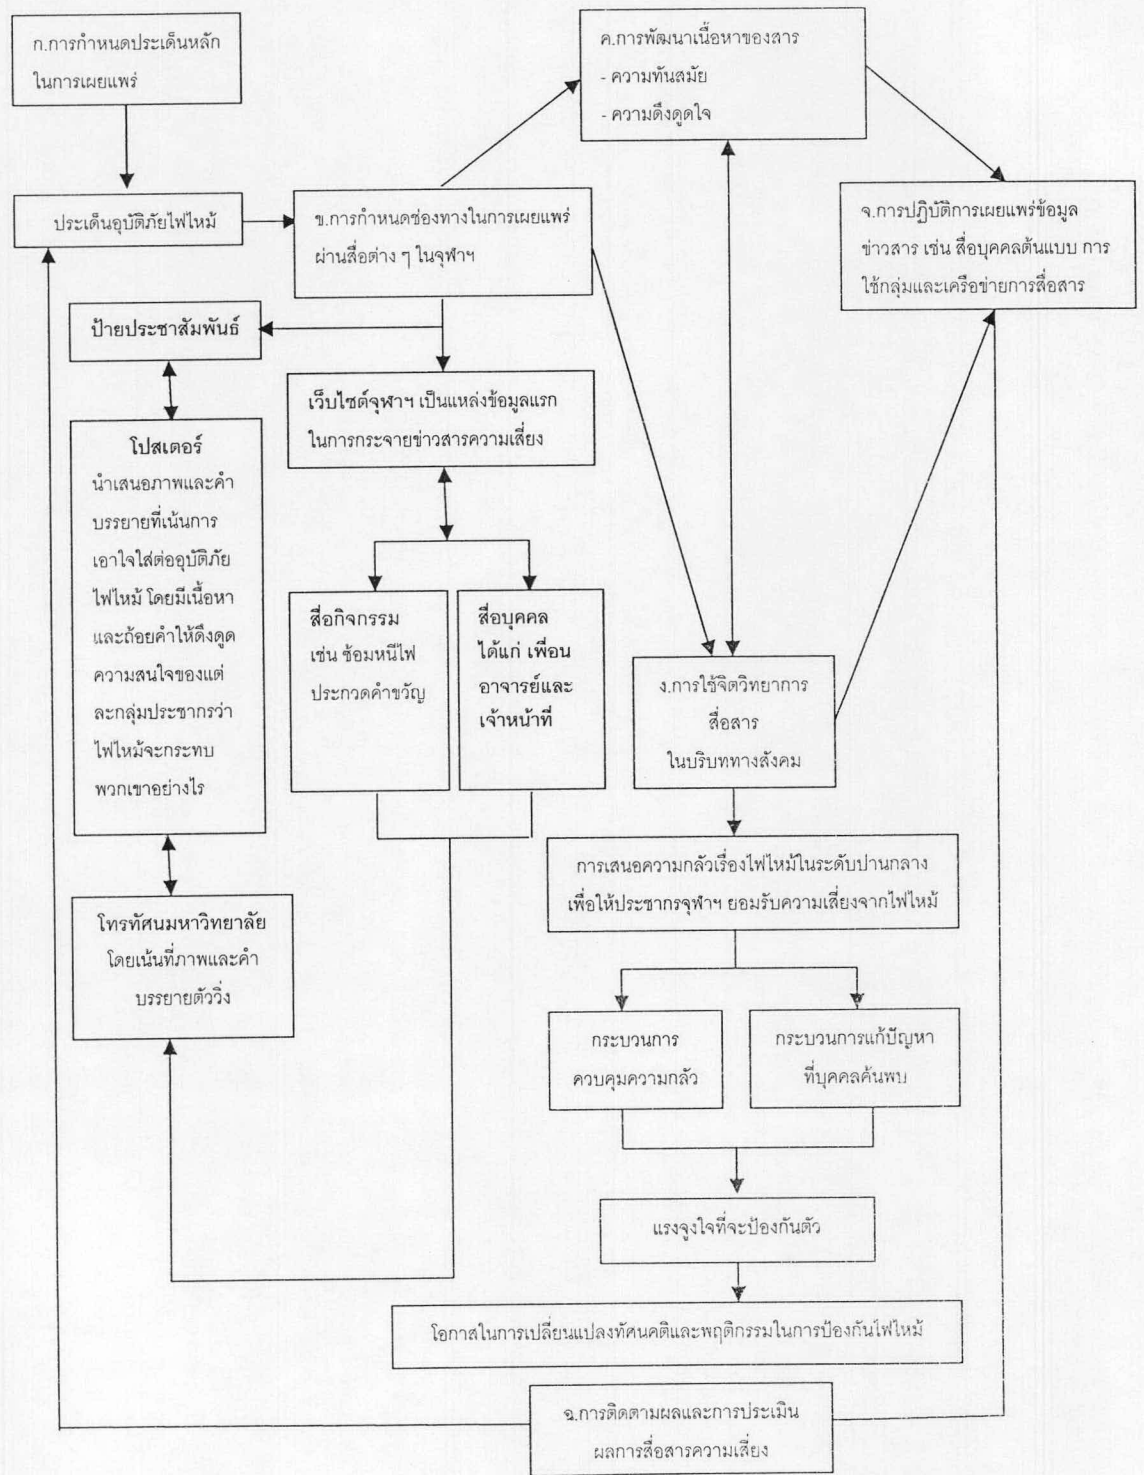 ก.การกำหนดประเด็นหลัก
ในการเผยแพร่
ค.การพัฒนาเนื้อหาของสาร
- ความทันสมัย
- ความดึงดูดใจ
ประเด็นอุบัติภัยไฟไหม้
ข.การกำหนดช่องทางในการเผยแพร่
ผ่านสื่อต่าง ๆ ในจุฬาฯ
จ.การปฏิบัติการเผยแพร่ข้อมูล
ข่าวสาร เช่น สื่อบุคคลต้นแบบ การ
ใช้กลุ่มและเครือข่ายการสื่อสาร
ป้ายประชาสัมพันธ์
เว็บไซต์จุฬาฯ เป็นแหล่งข้อมูลแรก
ในการกระจายข่าวสารความเสี่ยง
โปสเตอร์
นำเสนอภาพและคำ
บรรยายที่เน้นการ
เอาใจใส่ต่ออุบัติภัย
ไฟไหม้ โดยมีเนื้อหา
และถ้อยคำให้ดึงดูด
ความสนใจของแต่
ละกลุ่มประชากรว่า
ไฟไหม้จะกระทบ
พวกเขาอย่างไร
สื่อกิจกรรม
เช่น ซ้อมหนีไฟ
ประกวดคำขวัญ
สื่อบุคคล
ได้แก่ เพื่อน
อาจารย์และ
เจ้าหน้าที่
ง.การใช้จิตวิทยาการ
สื่อสาร
ในบริบททางสังคม
การเสนอความกลัวเรื่องไฟไหม้ในระดับปานกลาง
เพื่อให้ประชากรจุฬาฯ ยอมรับความเสี่ยงจากไฟไหม้
โทรทัศนมหาวิทยาลัย
โดยเน้นที่ภาพและคำ
บรรยายตัววิ่ง
กระบวนการ
ควบคุมความกลัว
กระบวนการแก้ปัญหา
ที่บุคคลค้นพบ
แรงจูงใจที่จะป้องกันตัว
โอกาสในการเปลี่ยนแปลงทัศนคติและพฤติกรรมในการป้องกันไฟไหม้
ฉ.การติดตามผลและการประเมิน
ผลการสื่อสารความเสี่ยง